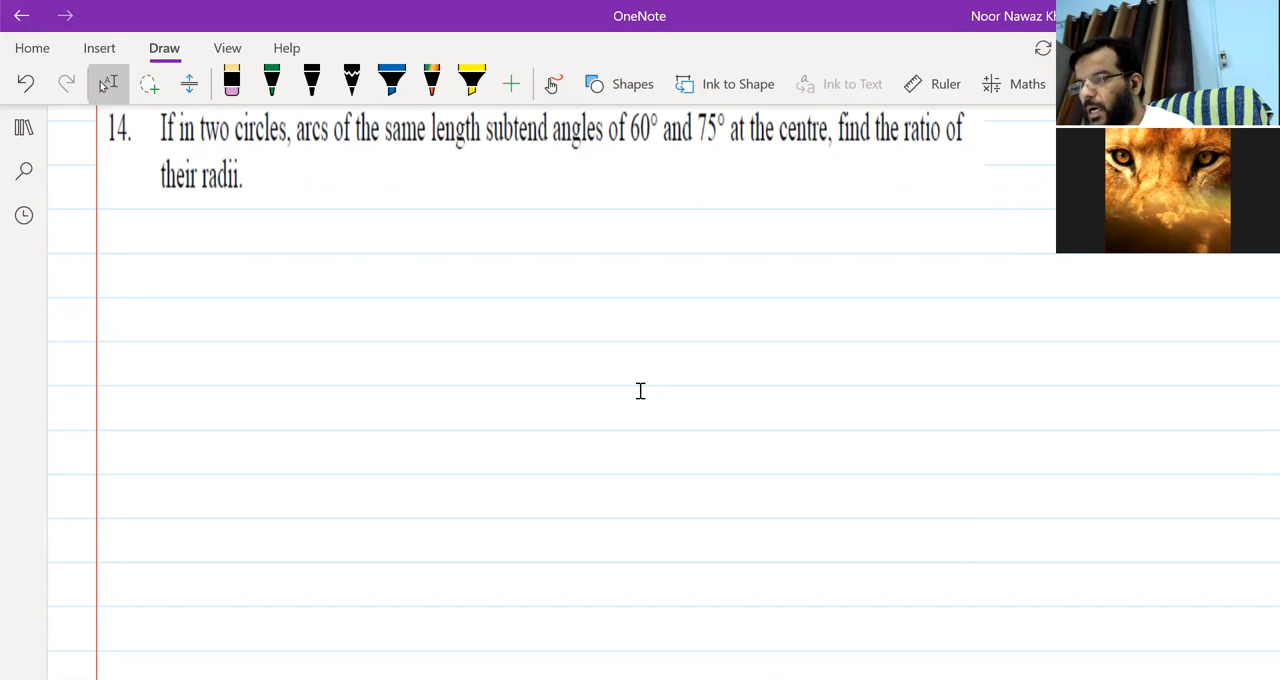 OneNote
Noor Nawaz Kh
Home Insert Draw View Help
Ink to Shape Ink to Text Ruler Maths
Shapes
14. If in two circles, arcs of the same length subtend angles of 60° and 75° at the centre, find the ratio of
their radii.